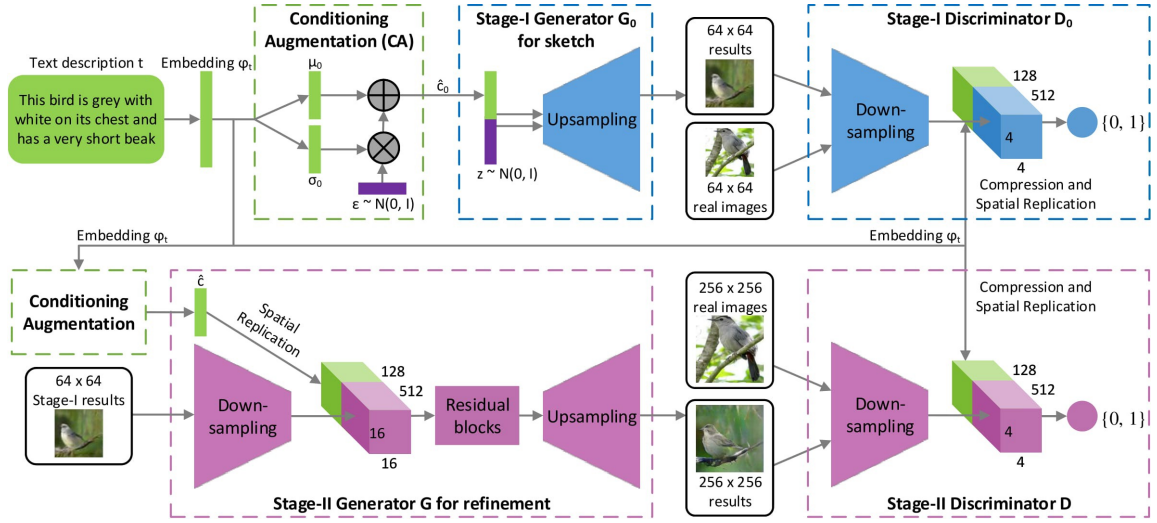 Text description t
This bird is grey with
white on its chest and
has a very short beak
Embedding φt
Conditioning
Augmentation (CA)
μ0
σ0
ε ~ N(0, I)
ĉ0
Stage-I Generator G0
for sketch
Upsampling
z ~ N(0, I)
64 x 64
results
64 x 64
real images
Stage-I Discriminator D0
Down-
sampling
128
512
4
4
{0, 1}
Compression and
Spatial Replication
Embedding φt
Embedding φt
Conditioning
Augmentation
ĉ
Spatial
Replication
64 x 64
Stage-I results
Down-
sampling
128
512
16
16
Residual
blocks
Upsampling
Stage-II Generator G for refinement
256 x 256
real images
256 x 256
results
Compression and
Spatial Replication
Down-
sampling
128
512
4
4
{0, 1}
Stage-II Discriminator D